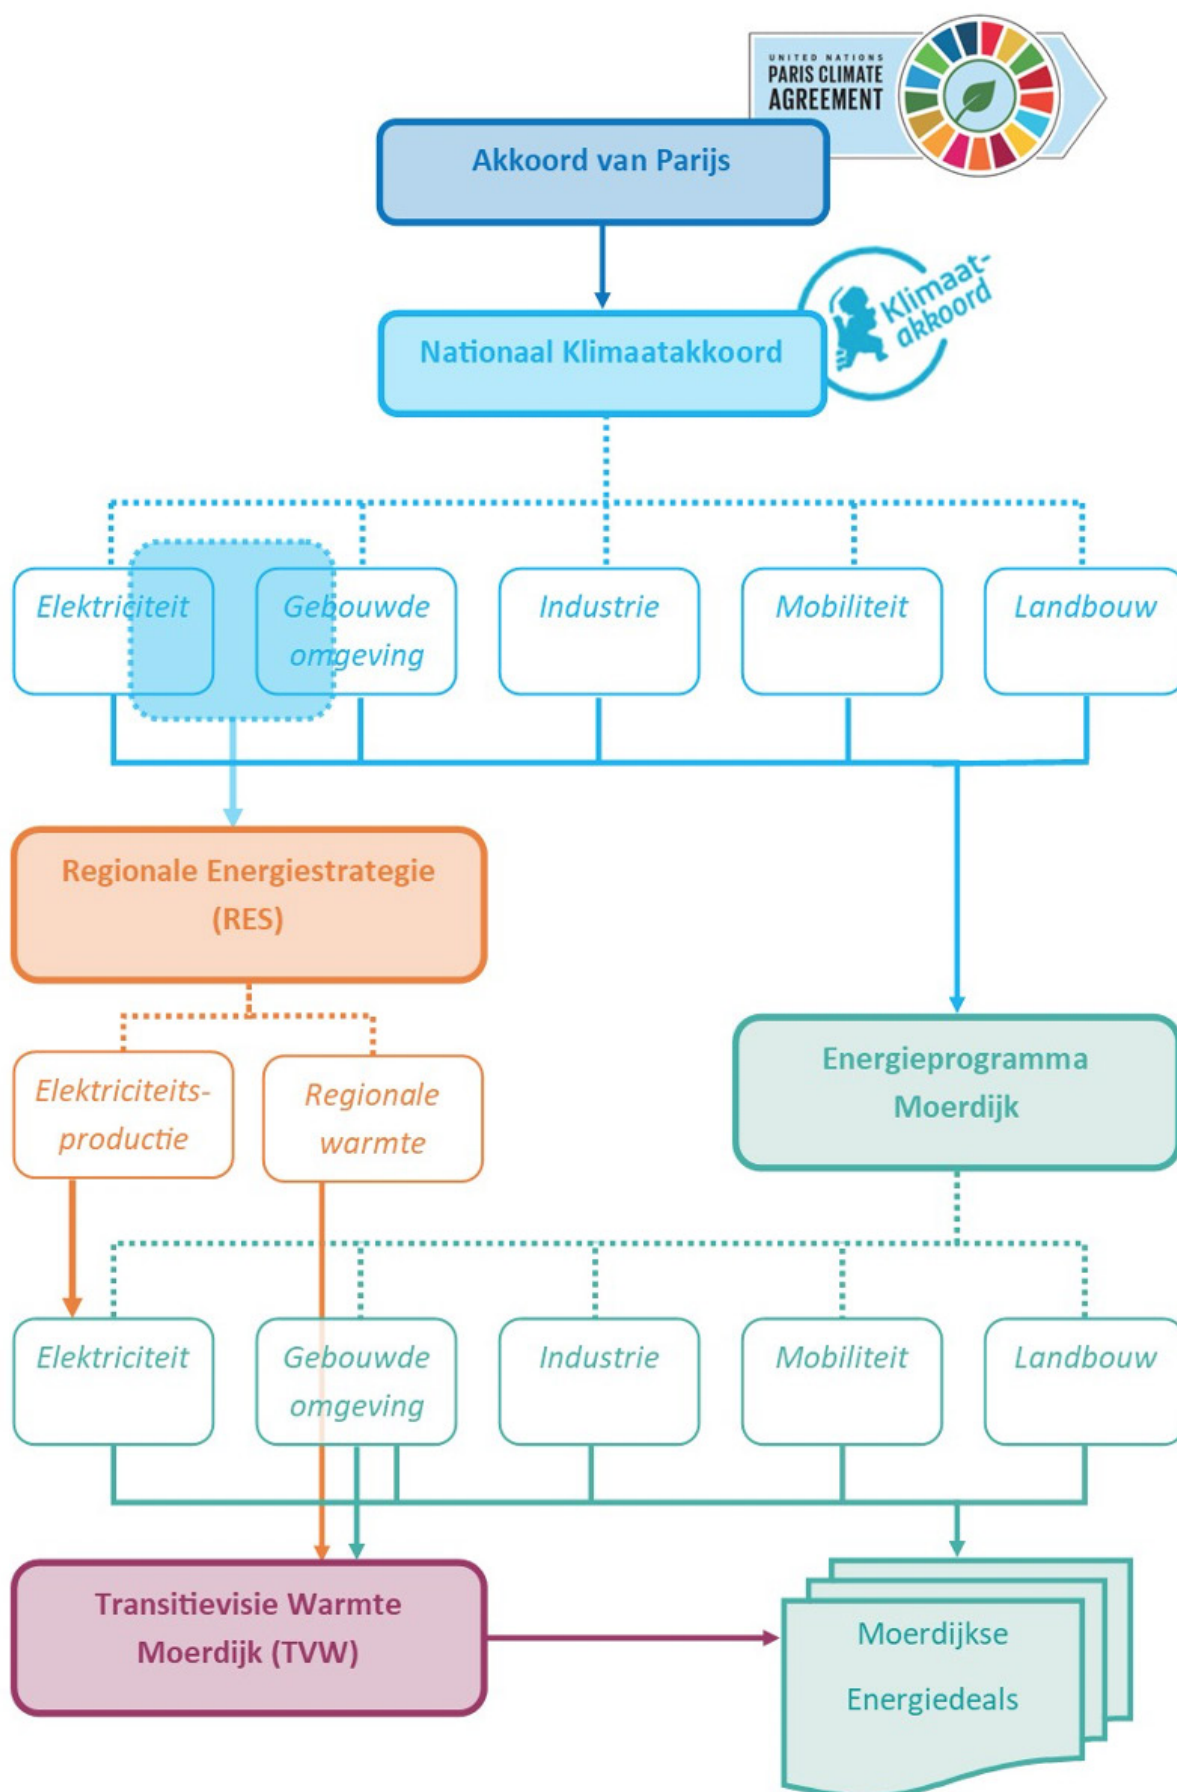 UNITED NATIONS
PARIS CLIMATE
AGREEMENT
Akkoord van Parijs
Klimaat-
akkoord
Nationaal Klimaatakkoord
Elektriciteit
Gebouwde
omgeving
Industrie
Mobiliteit
Landbouw
Regionale Energiestrategie
(RES)
Energieprogramma
Moerdijk
Elektriciteits-
productie
Regionale
warmte
Elektriciteit
Gebouwde
omgeving
Industrie
Mobiliteit
Landbouw
Transitievisie Warmte
Moerdijk (TVW)
Moerdijkse
Energiedeals